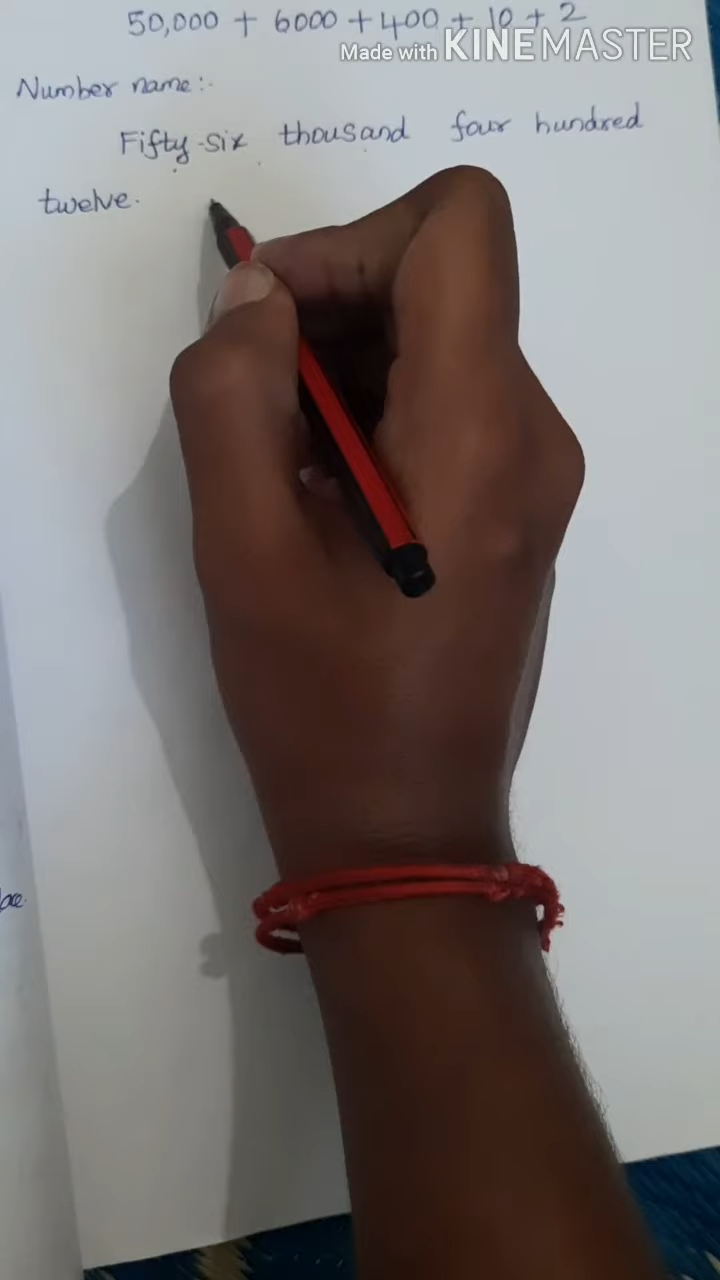 50,000 + 6000 + 400 + 10 + 2
Made with KINEMASTER
Number name:-
Fifty-six thousand four hundred
twelve.